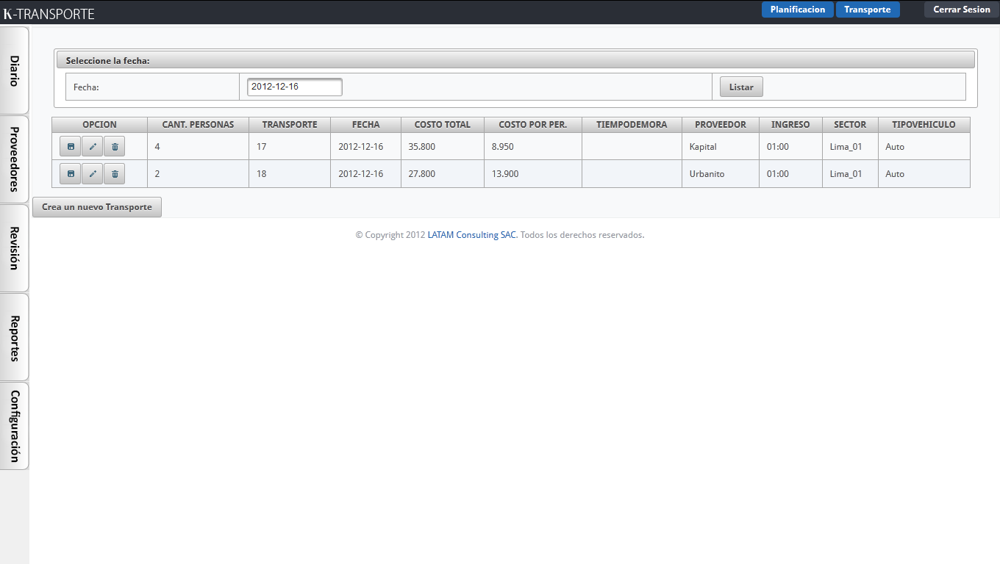 K-TRANSPORTE
Planificacion Transporte Cerrar Sesion
Diario
Proveedores
Revisión
Reportes
Configuración
Seleccione la fecha:
Fecha: 2012-12-16 Listar
OPCION CANT. PERSONAS TRANSPORTE FECHA COSTO TOTAL COSTO POR PER. TIEMPODEMORA PROVEEDOR INGRESO SECTOR TIPOVEHICULO
4 17 2012-12-16 35.800 8.950 Kapital 01:00 Lima_01 Auto
2 18 2012-12-16 27.800 13.900 Urbanito 01:00 Lima_01 Auto
Crea un nuevo Transporte
© Copyright 2012 LATAM Consulting SAC. Todos los derechos reservados.